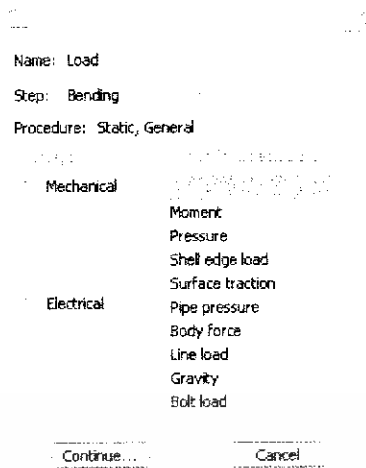 Name: Load
Step: Bending
Procedure: Static, General
Mechanical
Moment
Pressure
Shell edge load
Surface traction
Electrical
Pipe pressure
Body force
Line load
Gravity
Bolt load
Continue...
Cancel